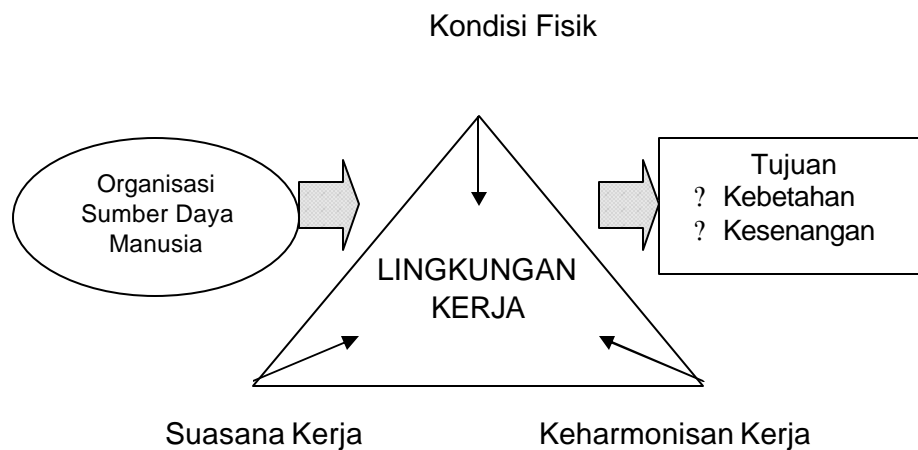 Kondisi Fisik
Organisasi
Sumber Daya
Manusia
LINGKUNGAN
KERJA
Tujuan
? Kebetahan
? Kesenangan
Suasana Kerja
Keharmonisan Kerja